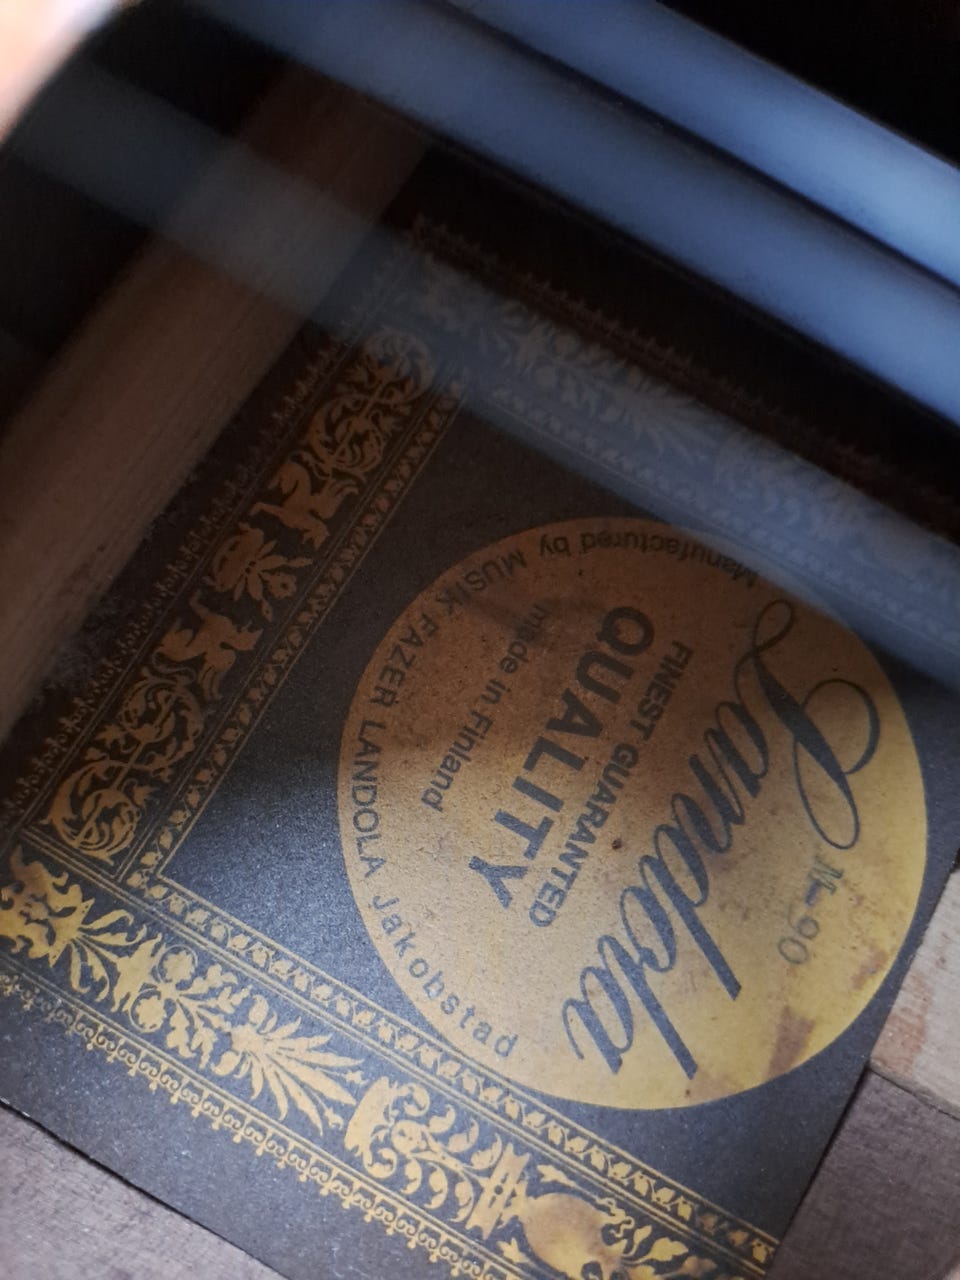 M-90
Landola
FINEST GUARANTEED
QUALITY
made in Finland
Manufactured by MUSIK FAZER LANDOLA Jakobstad